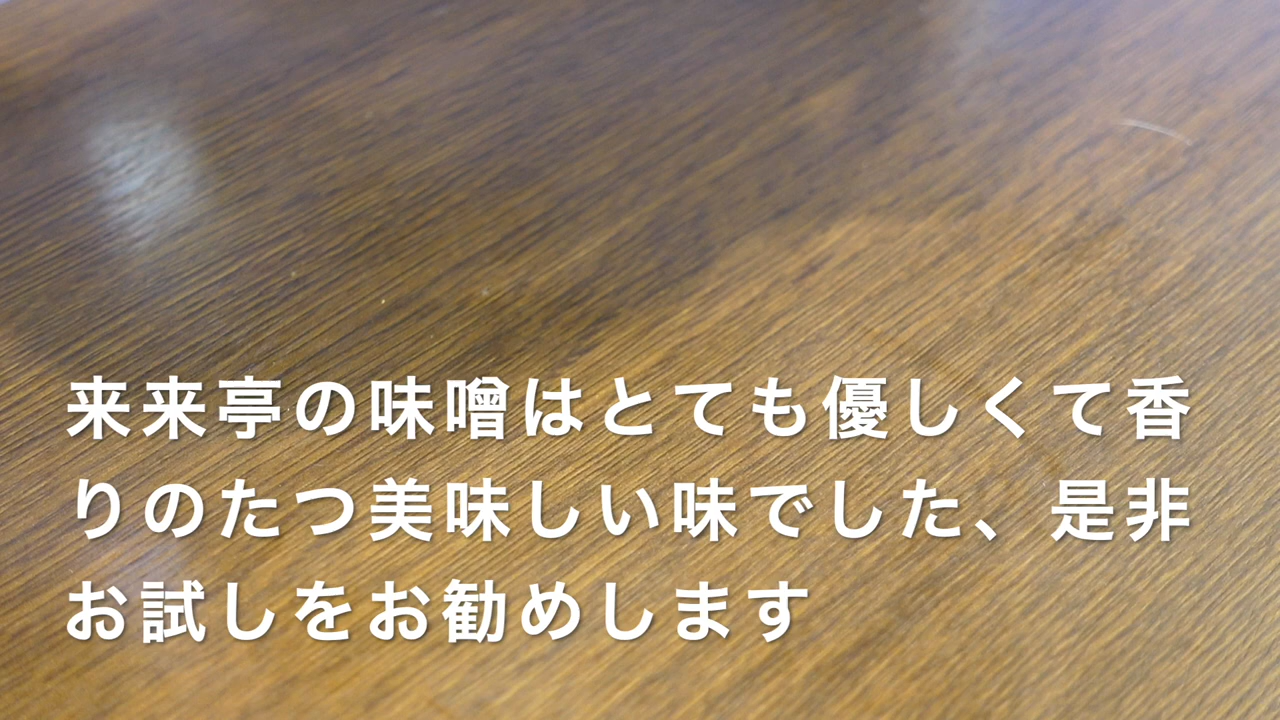 来来亭の味噌はとても優しくて香
りのたつ美味しい味でした、是非
お試しをお勧めします